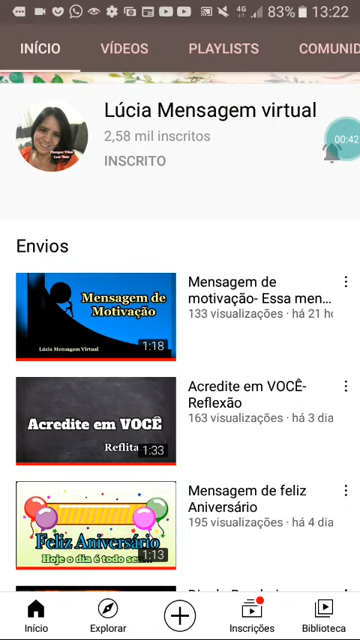 4G 83% 13:22
INÍCIO VÍDEOS PLAYLISTS COMUNID
Lúcia Mensagem virtual
2,58 mil inscritos
INSCRITO
00:42
Envios
Mensagem de Motivação
Lúcia Mensagem Virtual
1:18
Mensagem de
motivação- Essa men...
133 visualizações · há 21 ho
Acredite em VOCÊ
Reflita
1:33
Acredite em VOCÊ-
Reflexão
163 visualizações · há 3 dia
Feliz Aniversário
Hoje o dia é todo se
1:13
Mensagem de feliz
Aniversário
195 visualizações · há 4 dia
Início Explorar Inscrições Biblioteca